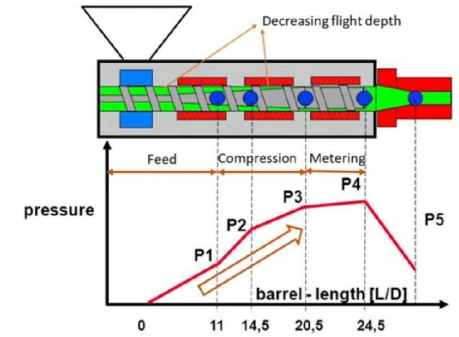 Decreasing flight depth
Feed
Compression
Metering
pressure
P1
P2
P3
P4
P5
barrel - length [L/D]
0
11
14,5
20,5
24,5